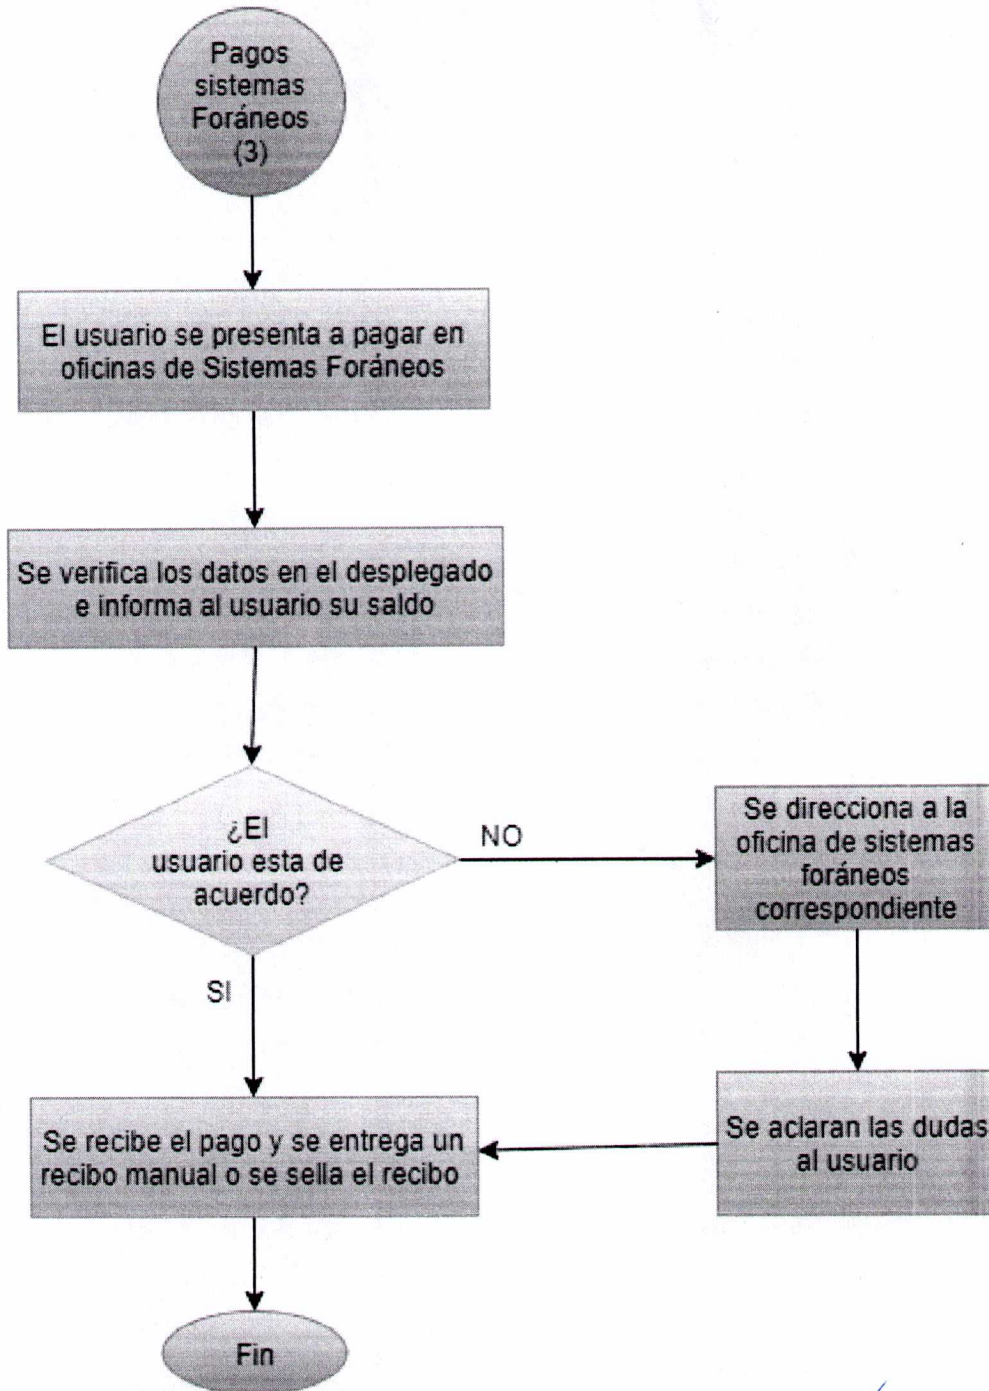 Pagos
sistemas
Foráneos
(3)
El usuario se presenta a pagar en
oficinas de Sistemas Foráneos
Se verifica los datos en el desplegado
e informa al usuario su saldo
¿El
usuario esta de
acuerdo?
NO
Se direcciona a la
oficina de sistemas
foráneos
correspondiente
SI
Se aclaran las dudas
al usuario
Se recibe el pago y se entrega un
recibo manual o se sella el recibo
Fin